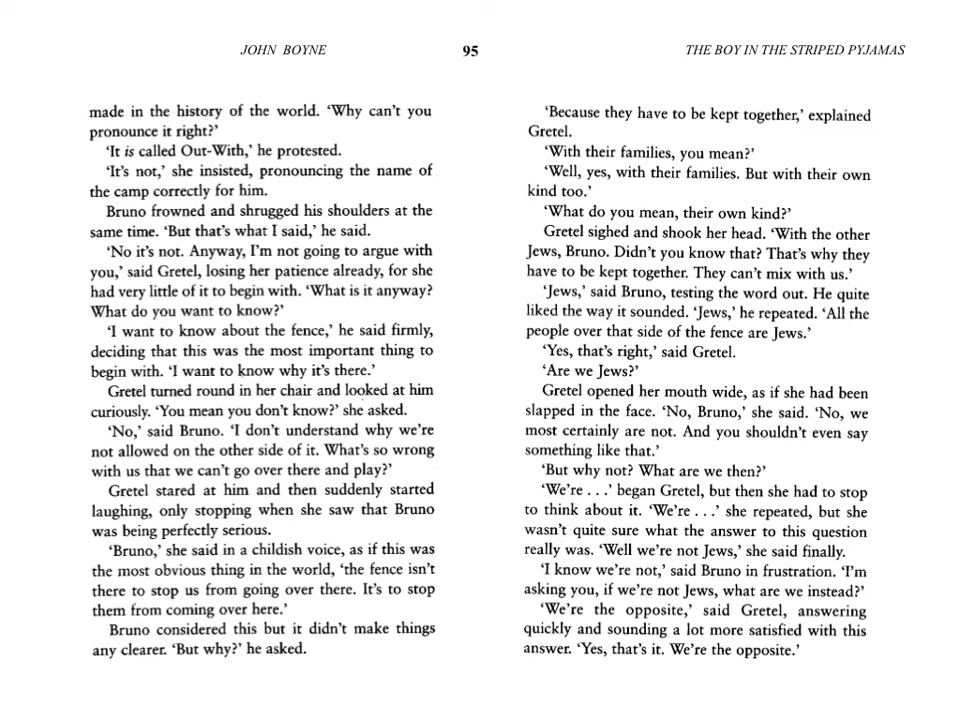 JOHN BOYNE
95
THE BOY IN THE STRIPED PYJAMAS
made in the history of the world. ‘Why can’t you
pronounce it right?’
‘It is called Out-With,’ he protested.
‘It’s not,’ she insisted, pronouncing the name of
the camp correctly for him.
Bruno frowned and shrugged his shoulders at the
same time. ‘But that’s what I said,’ he said.
‘No it’s not. Anyway, I’m not going to argue with
you,’ said Gretel, losing her patience already, for she
had very little of it to begin with. ‘What is it anyway?
What do you want to know?’
‘I want to know about the fence,’ he said firmly,
deciding that this was the most important thing to
begin with. ‘I want to know why it’s there.’
Gretel turned round in her chair and looked at him
curiously. ‘You mean you don’t know?’ she asked.
‘No,’ said Bruno. ‘I don’t understand why we’re
not allowed on the other side of it. What’s so wrong
with us that we can’t go over there and play?’
Gretel stared at him and then suddenly started
laughing, only stopping when she saw that Bruno
was being perfectly serious.
‘Bruno,’ she said in a childish voice, as if this was
the most obvious thing in the world, ‘the fence isn’t
there to stop us from going over there. It’s to stop
them from coming over here.’
Bruno considered this but it didn’t make things
any clearer. ‘But why?’ he asked.
‘Because they have to be kept together,’ explained
Gretel.
‘With their families, you mean?’
‘Well, yes, with their families. But with their own
kind too.’
‘What do you mean, their own kind?’
Gretel sighed and shook her head. ‘With the other
Jews, Bruno. Didn’t you know that? That’s why they
have to be kept together. They can’t mix with us.’
‘Jews,’ said Bruno, testing the word out. He quite
liked the way it sounded. ‘Jews,’ he repeated. ‘All the
people over that side of the fence are Jews.’
‘Yes, that’s right,’ said Gretel.
‘Are we Jews?’
Gretel opened her mouth wide, as if she had been
slapped in the face. ‘No, Bruno,’ she said. ‘No, we
most certainly are not. And you shouldn’t even say
something like that.’
‘But why not? What are we then?’
‘We’re . . .’ began Gretel, but then she had to stop
to think about it. ‘We’re . . .’ she repeated, but she
wasn’t quite sure what the answer to this question
really was. ‘Well we’re not Jews,’ she said finally.
‘I know we’re not,’ said Bruno in frustration. ‘I’m
asking you, if we’re not Jews, what are we instead?’
‘We’re the opposite,’ said Gretel, answering
quickly and sounding a lot more satisfied with this
answer. ‘Yes, that’s it. We’re the opposite.’